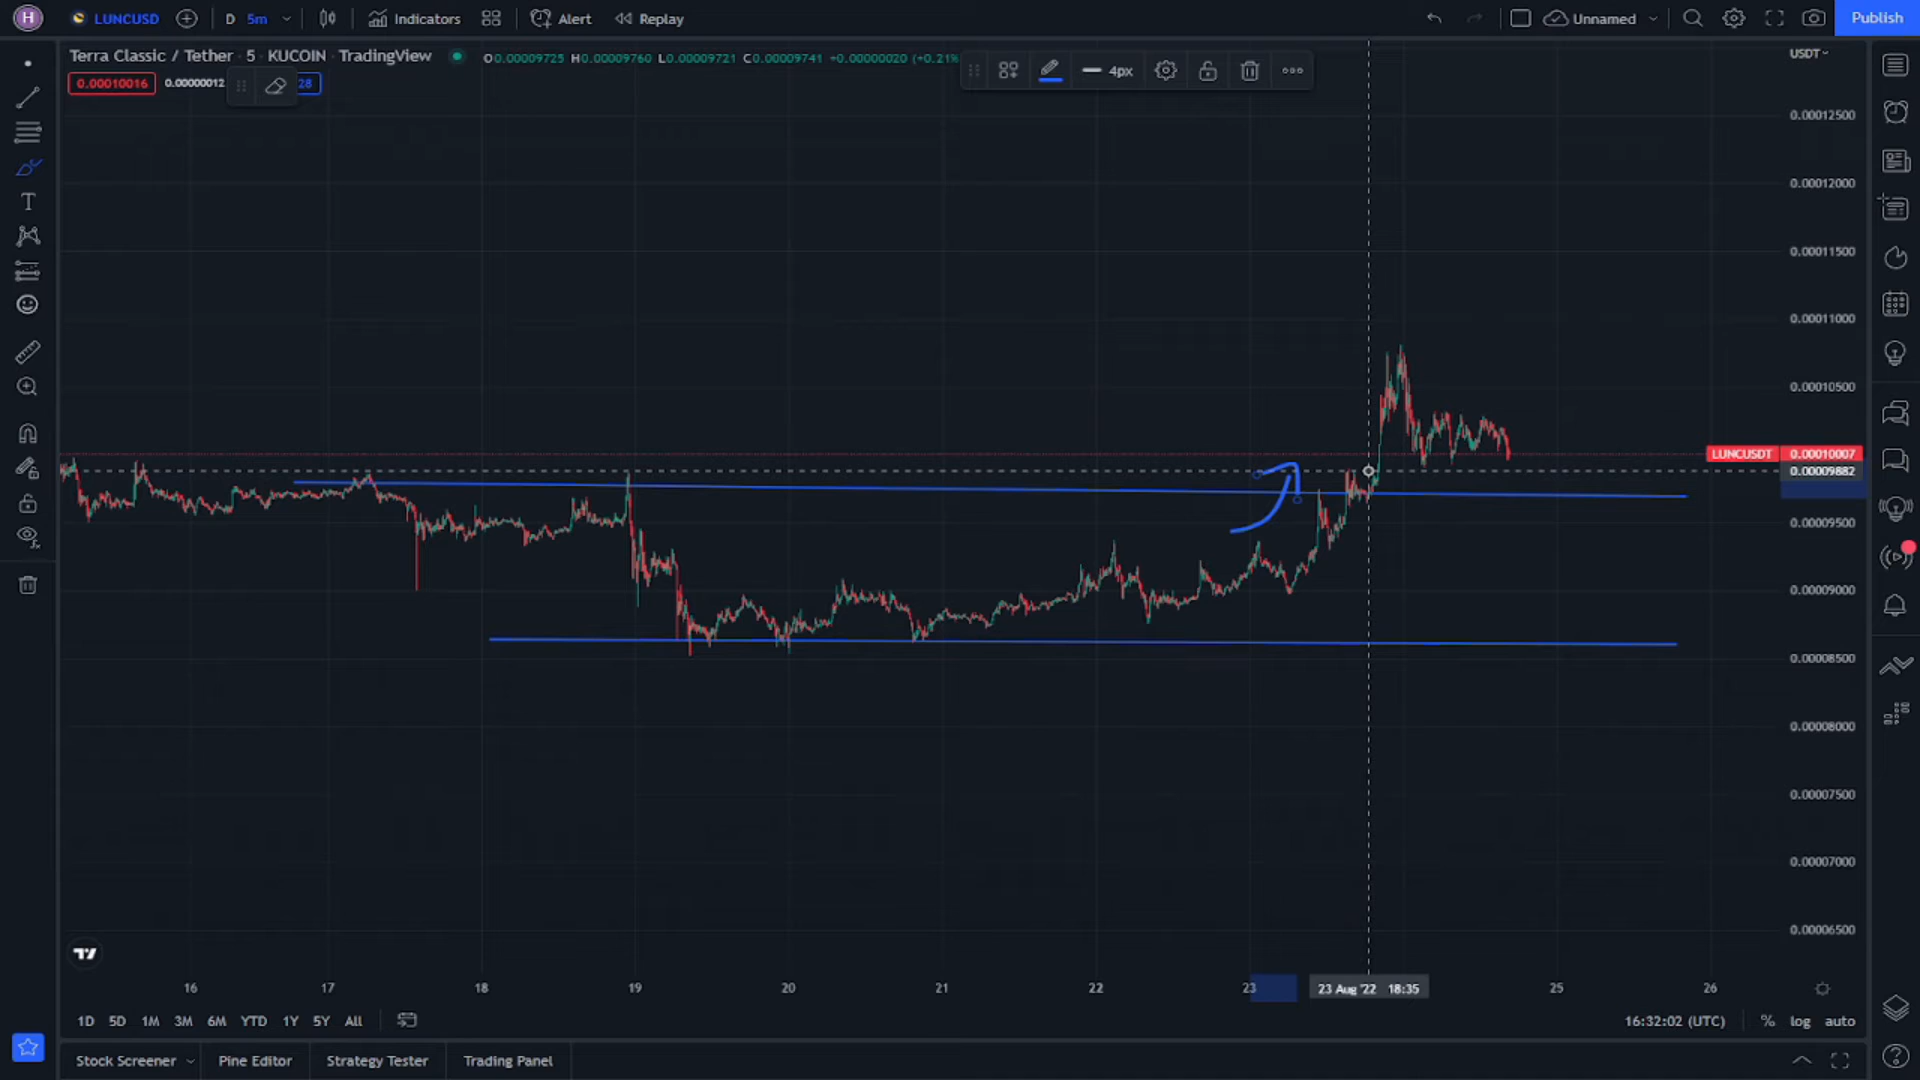 H LUNCUSD D 5m Indicators Alert Replay Unnamed Publish
Terra Classic / Tether · 5 · KUCOIN · TradingView O0.00009725 H0.00009760 L0.00009721 C0.00009741 +0.00000020 (+0.21% 4px USDT
0.00010016 0.00000012 28
0.00012500
0.00012000
0.00011500
0.00011000
0.00010500
LUNCUSDT 0.00010007
0.00009882
0.00009500
0.00009000
0.00008500
0.00008000
0.00007500
0.00007000
0.00006500
16 17 18 19 20 21 22 23 23 Aug '22 18:35 25 26
1D 5D 1M 3M 6M YTD 1Y 5Y All 16:32:02 (UTC) % log auto
Stock Screener Pine Editor Strategy Tester Trading Panel